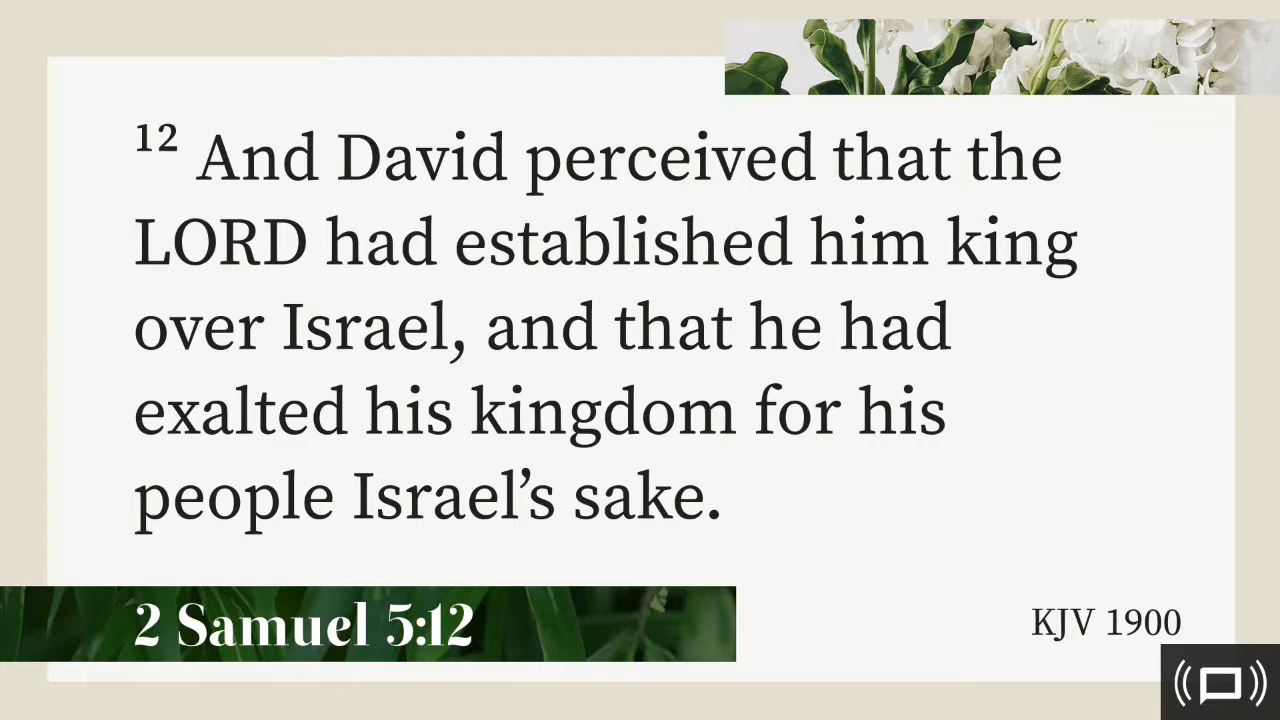 12 And David perceived that the
LORD had established him king
over Israel, and that he had
exalted his kingdom for his
people Israel’s sake.
2 Samuel 5:12
KJV 1900